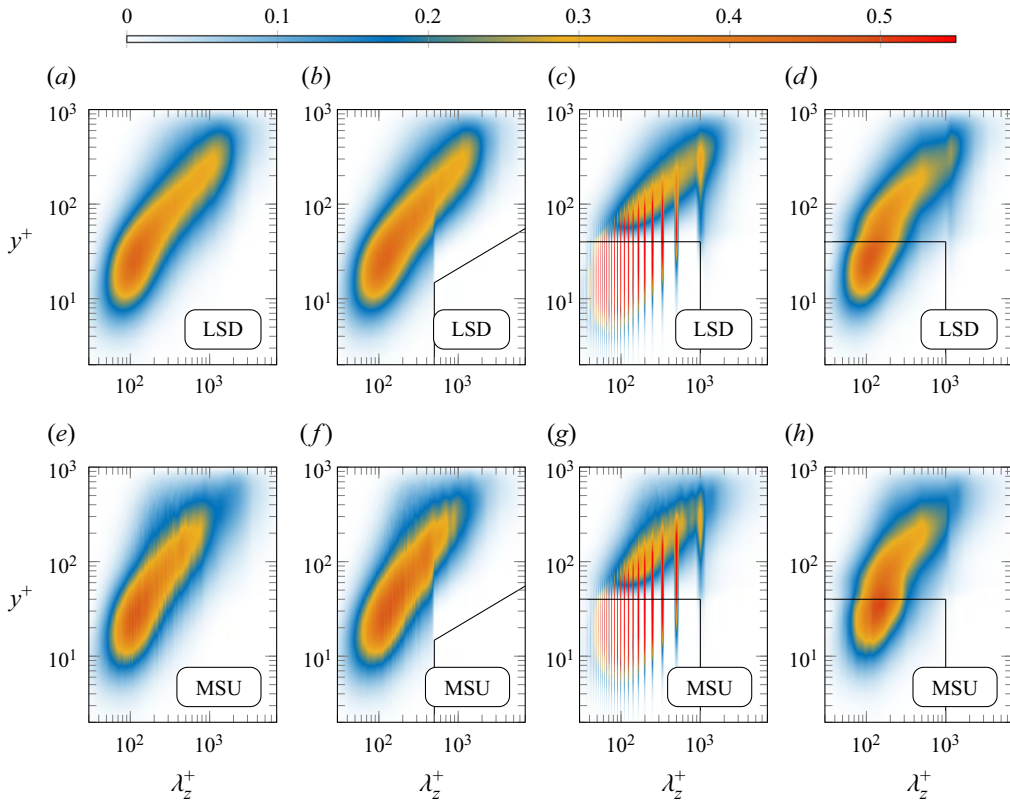 0 0.1 0.2 0.3 0.4 0.5
(a) (b) (c) (d)
10³ 10³ 10³ 10³
10² 10² 10² 10²
y⁺
10¹ 10¹ 10¹ 10¹
LSD LSD LSD LSD
10² 10³ 10² 10³ 10² 10³ 10² 10³
(e) (f) (g) (h)
10³ 10³ 10³ 10³
10² 10² 10² 10²
y⁺
10¹ 10¹ 10¹ 10¹
MSU MSU MSU MSU
10² 10³ 10² 10³ 10² 10³ 10² 10³
λz⁺ λz⁺ λz⁺ λz⁺